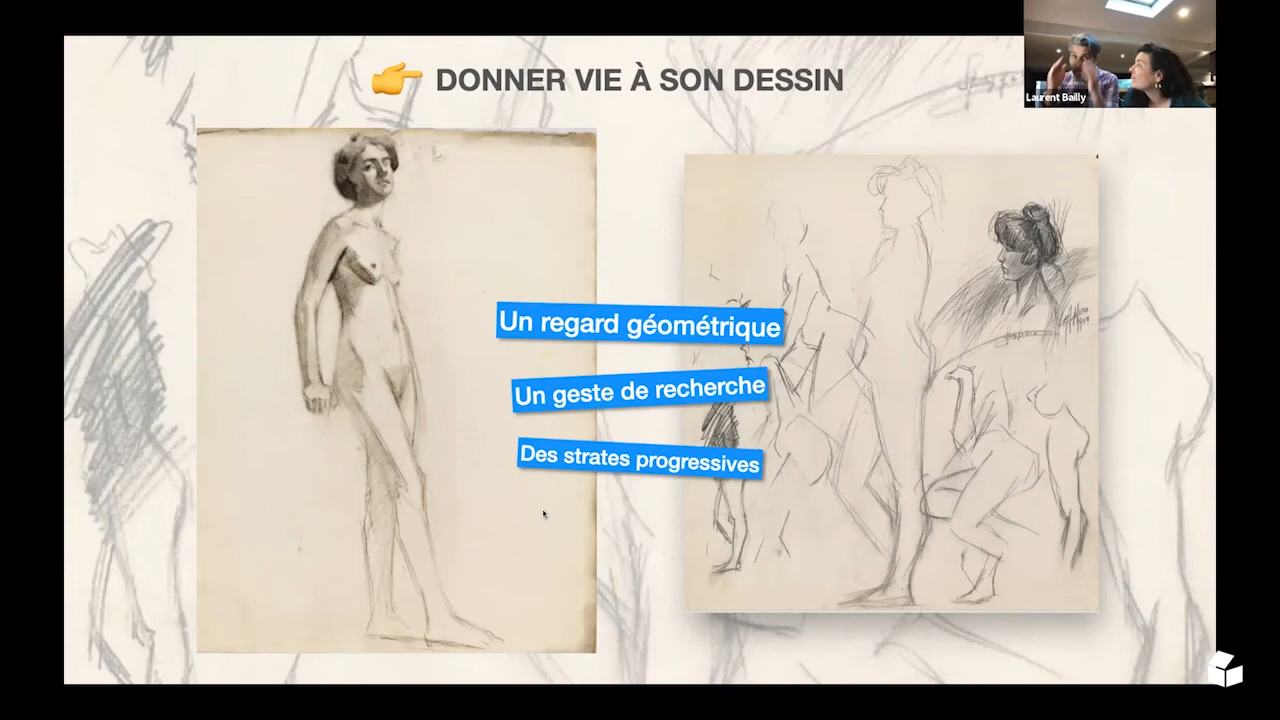 👉 DONNER VIE À SON DESSIN
Laurent Bailly
Un regard géométrique
Un geste de recherche
Des strates progressives